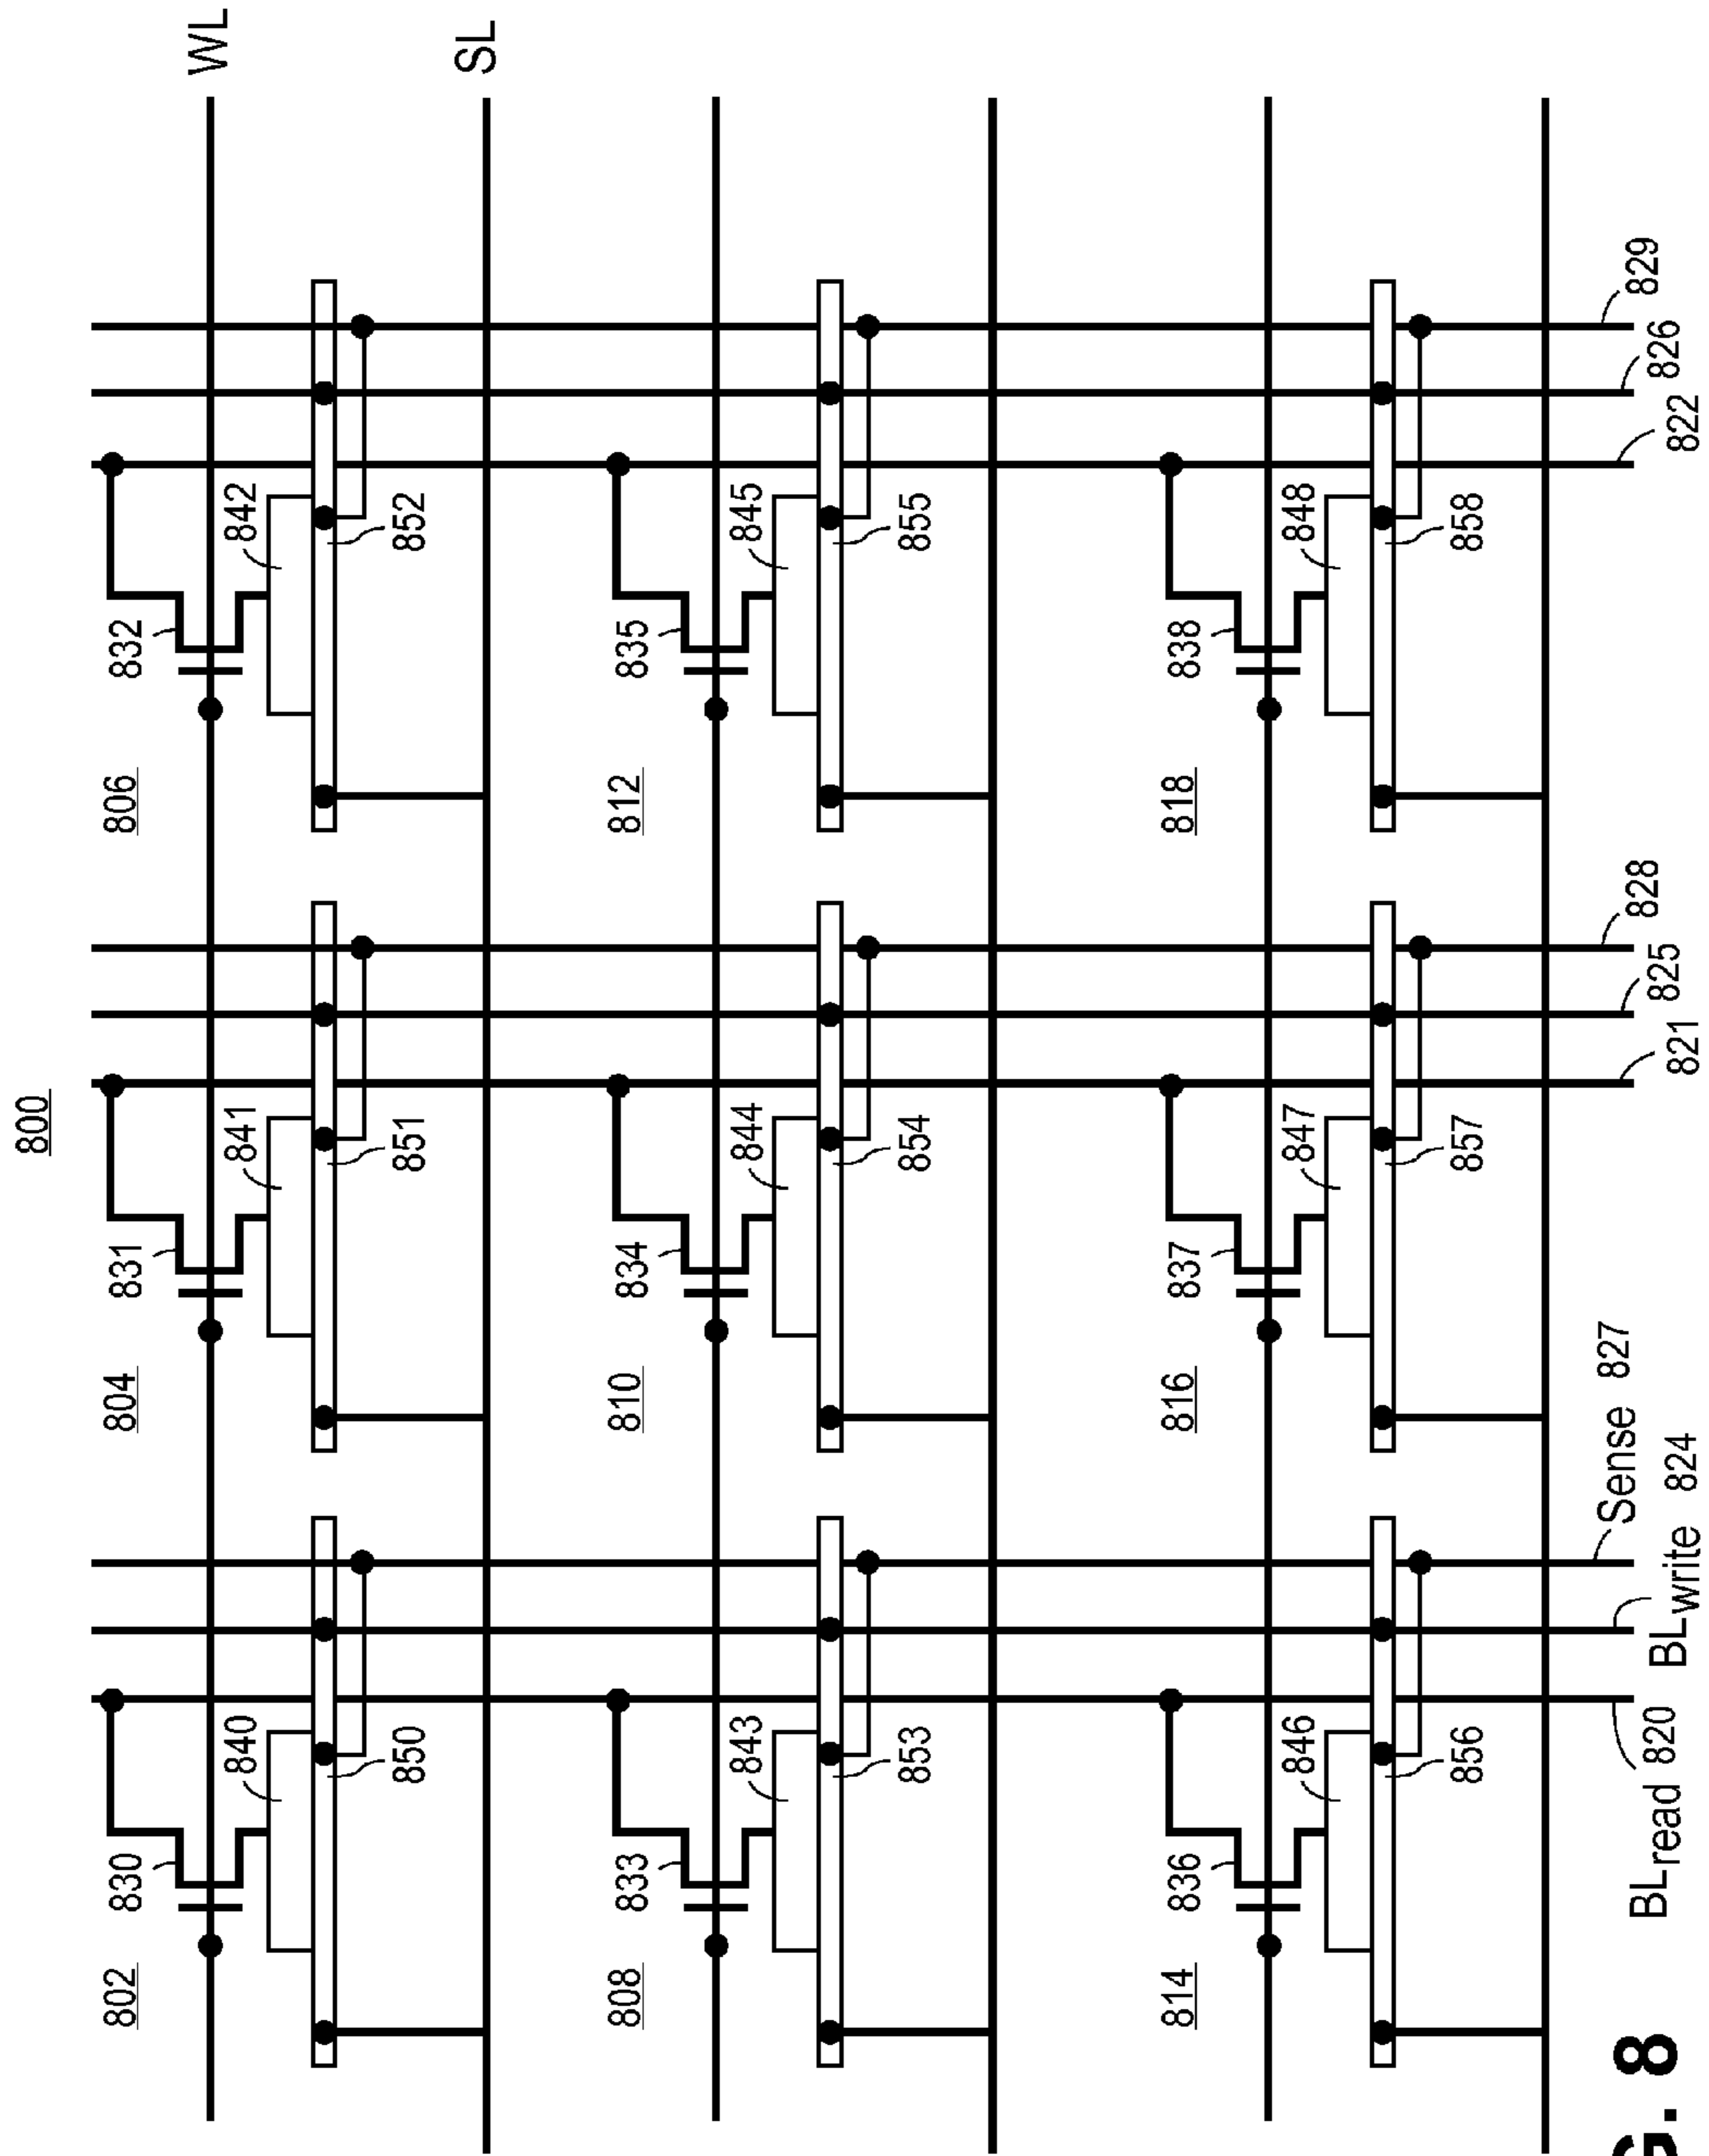 800
802 830 804 831 806 832
WL
840 841 842
850 851 852
SL
808 833 810 834 812 835
843 844 845
853 854 855
814 836 816 837 818 838
846 847 848
856 857 858
Sense 827 828 829
BLread 820 825 826
BLwrite 824 821 822
G. 8